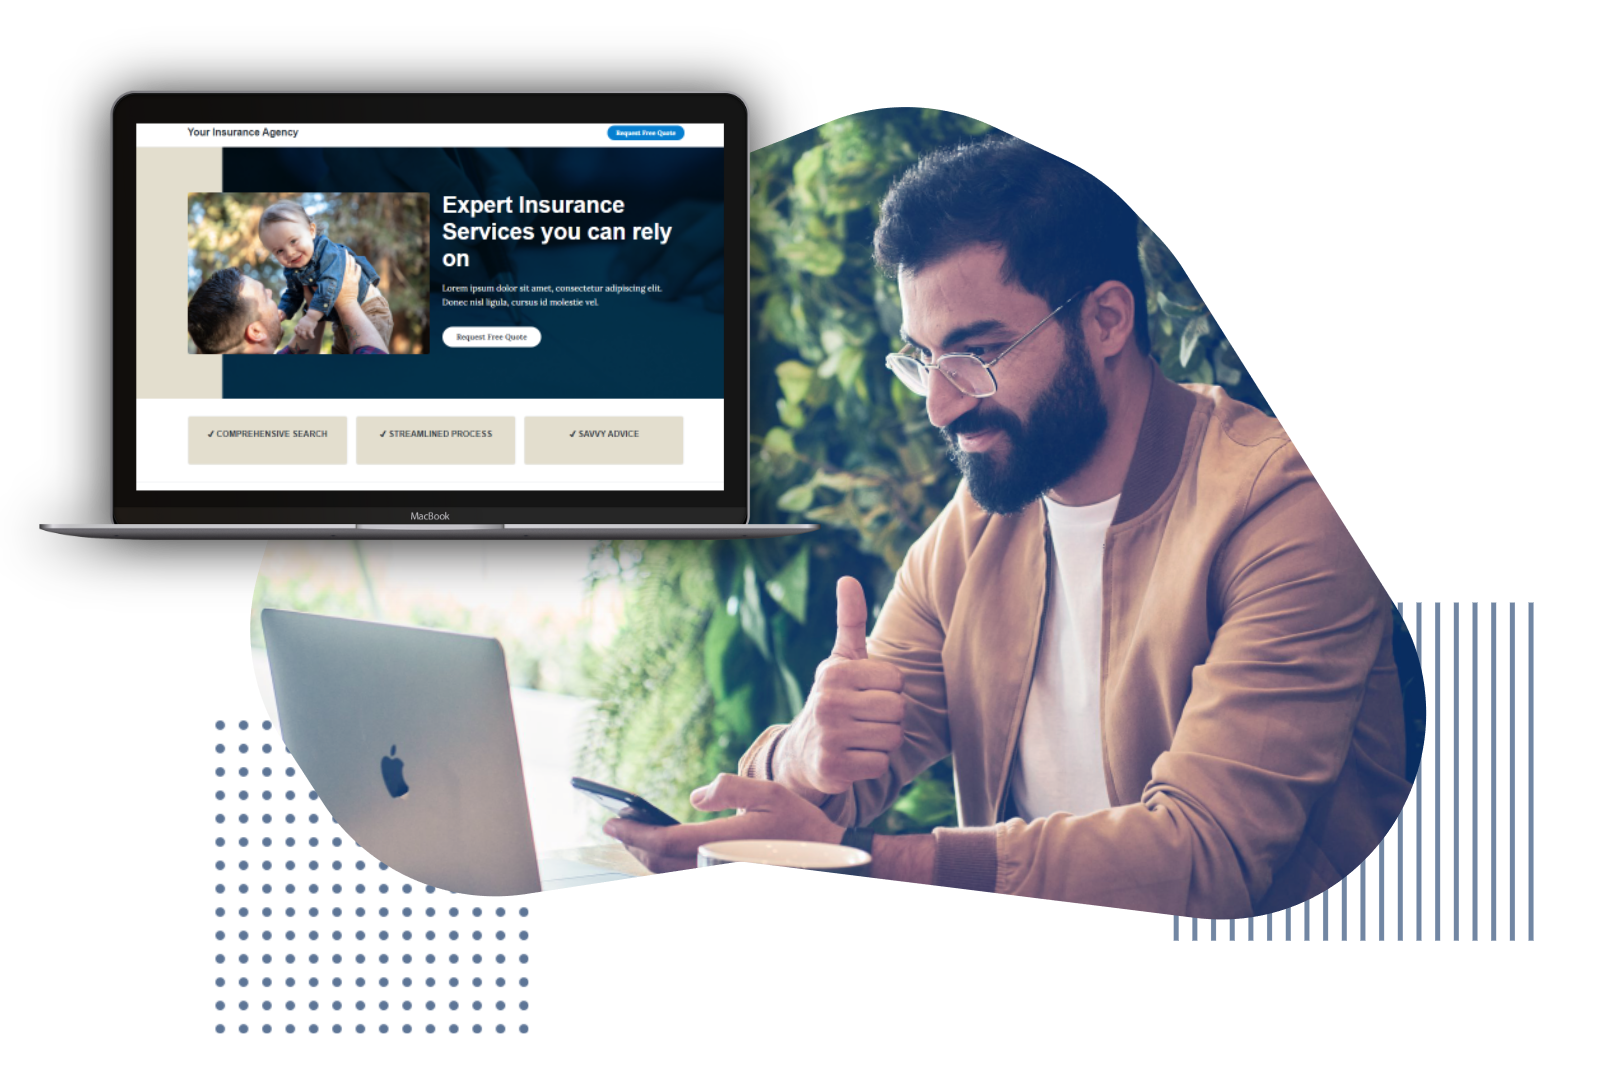 Your Insurance Agency
Request Free Quote
Expert Insurance
Services you can rely
on
Lorem ipsum dolor sit amet, consectetur adipiscing elit.
Donec nisl ligula, cursus id molestie vel.
Request Free Quote
✓ COMPREHENSIVE SEARCH
✓ STREAMLINED PROCESS
✓ SAVVY ADVICE
MacBook